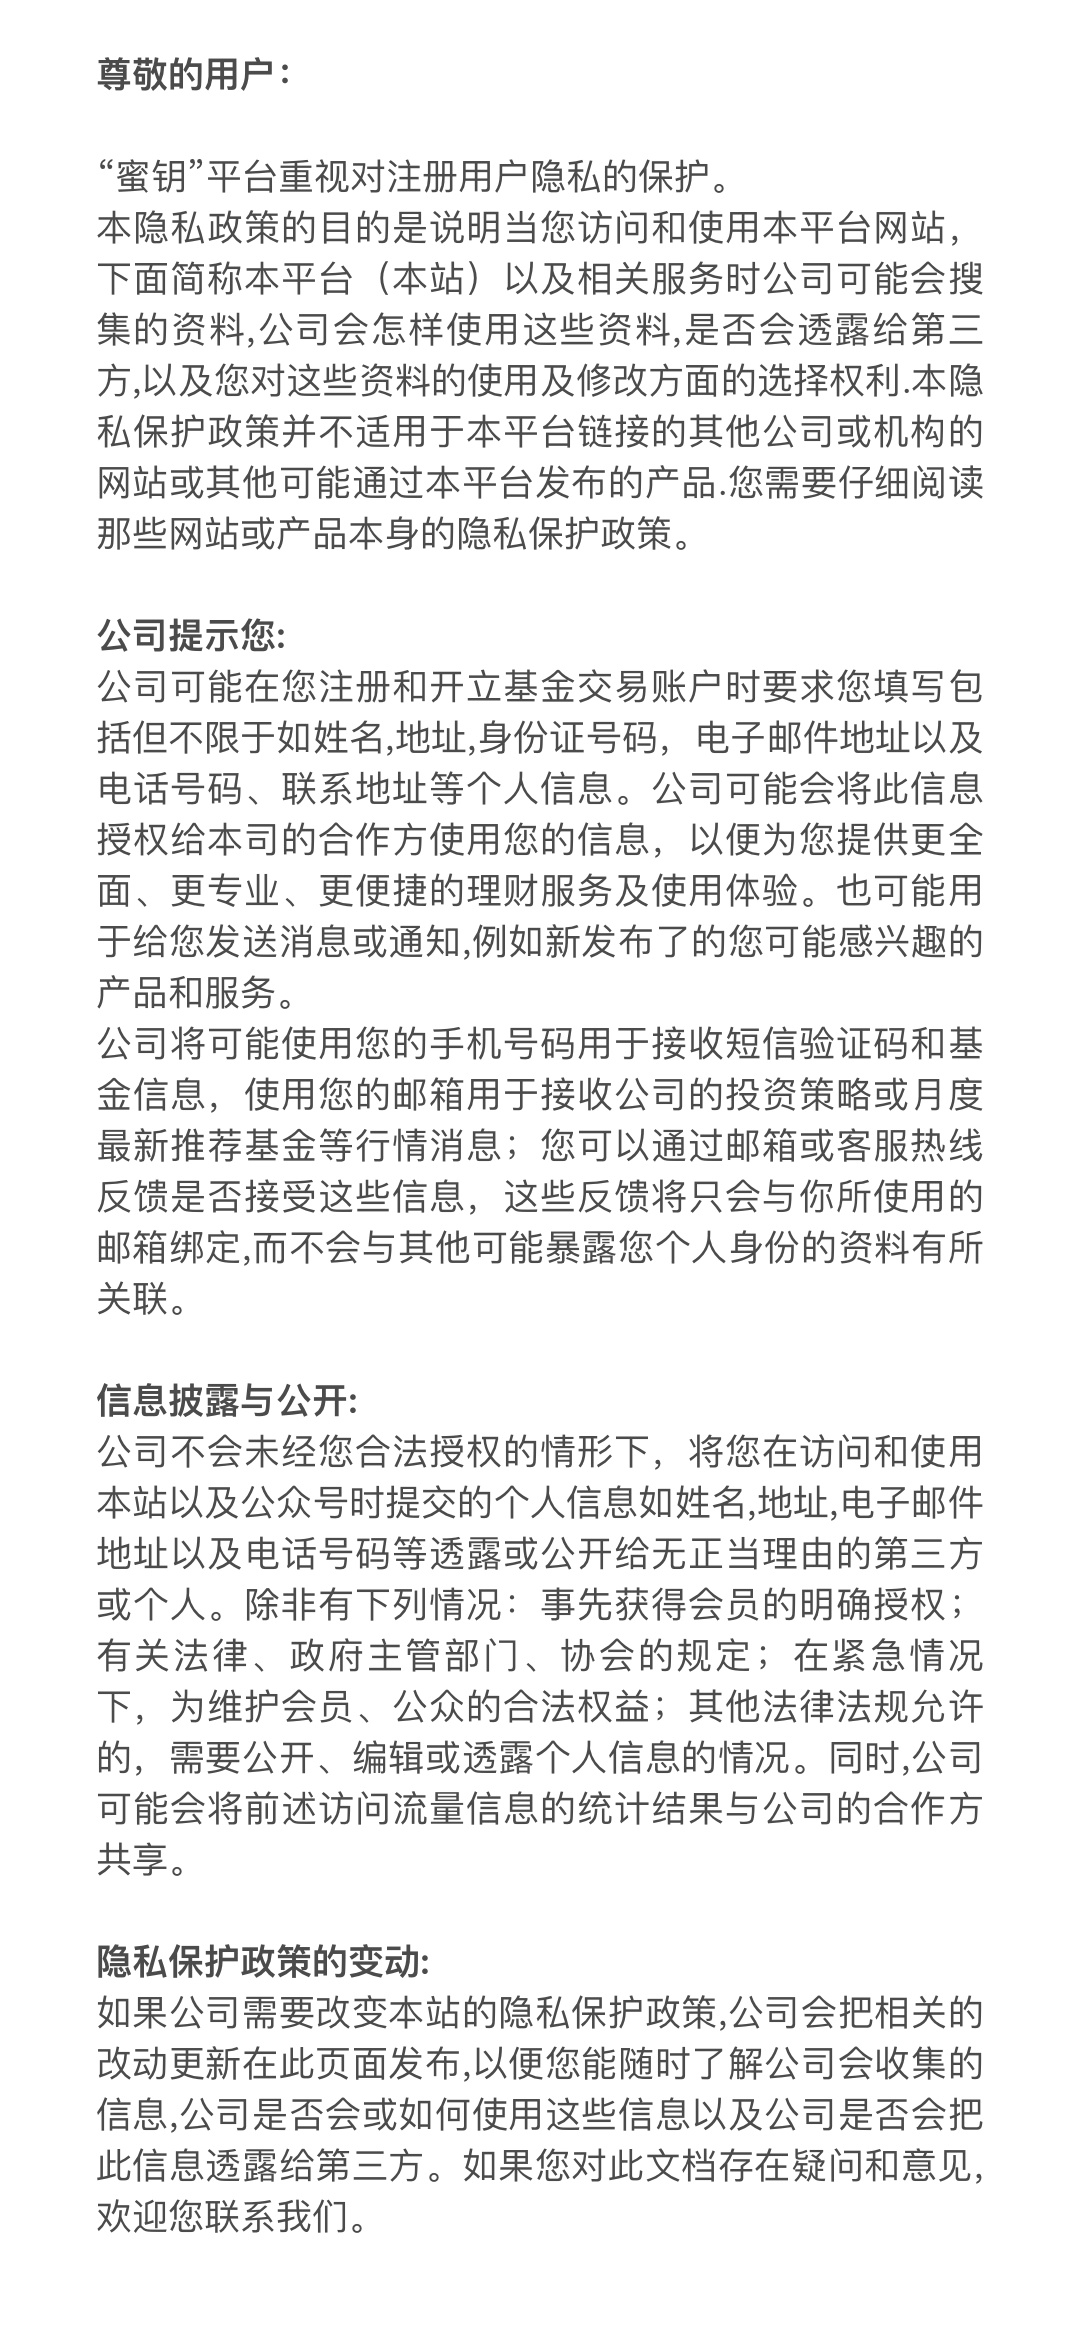 尊敬的用户：
“蜜钥”平台重视对注册用户隐私的保护。
本隐私政策的目的是说明当您访问和使用本平台网站，
下面简称本平台（本站）以及相关服务时公司可能会搜
集的资料,公司会怎样使用这些资料,是否会透露给第三
方,以及您对这些资料的使用及修改方面的选择权利.本隐
私保护政策并不适用于本平台链接的其他公司或机构的
网站或其他可能通过本平台发布的产品.您需要仔细阅读
那些网站或产品本身的隐私保护政策。
公司提示您:
公司可能在您注册和开立基金交易账户时要求您填写包
括但不限于如姓名,地址,身份证号码，电子邮件地址以及
电话号码、联系地址等个人信息。公司可能会将此信息
授权给本司的合作方使用您的信息，以便为您提供更全
面、更专业、更便捷的理财服务及使用体验。也可能用
于给您发送消息或通知,例如新发布了的您可能感兴趣的
产品和服务。
公司将可能使用您的手机号码用于接收短信验证码和基
金信息，使用您的邮箱用于接收公司的投资策略或月度
最新推荐基金等行情消息；您可以通过邮箱或客服热线
反馈是否接受这些信息，这些反馈将只会与你所使用的
邮箱绑定,而不会与其他可能暴露您个人身份的资料有所
关联。
信息披露与公开:
公司不会未经您合法授权的情形下，将您在访问和使用
本站以及公众号时提交的个人信息如姓名,地址,电子邮件
地址以及电话号码等透露或公开给无正当理由的第三方
或个人。除非有下列情况：事先获得会员的明确授权；
有关法律、政府主管部门、协会的规定；在紧急情况
下，为维护会员、公众的合法权益；其他法律法规允许
的，需要公开、编辑或透露个人信息的情况。同时,公司
可能会将前述访问流量信息的统计结果与公司的合作方
共享。
隐私保护政策的变动:
如果公司需要改变本站的隐私保护政策,公司会把相关的
改动更新在此页面发布,以便您能随时了解公司会收集的
信息,公司是否会或如何使用这些信息以及公司是否会把
此信息透露给第三方。如果您对此文档存在疑问和意见,
欢迎您联系我们。